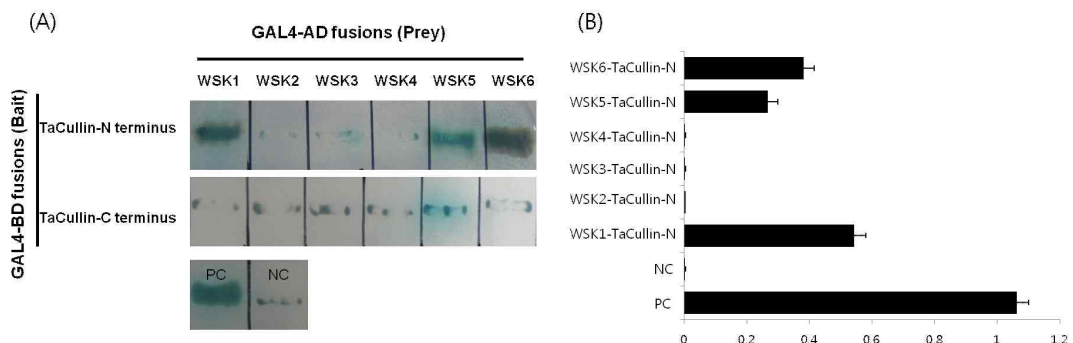 (A)
GAL4-AD fusions (Prey)
WSK1 WSK2 WSK3 WSK4 WSK5 WSK6
GAL4-BD fusions (Bait)
TaCullin-N terminus
TaCullin-C terminus
PC NC
(B)
WSK6-TaCullin-N
WSK5-TaCullin-N
WSK4-TaCullin-N
WSK3-TaCullin-N
WSK2-TaCullin-N
WSK1-TaCullin-N
NC
PC
0 0.2 0.4 0.6 0.8 1 1.2